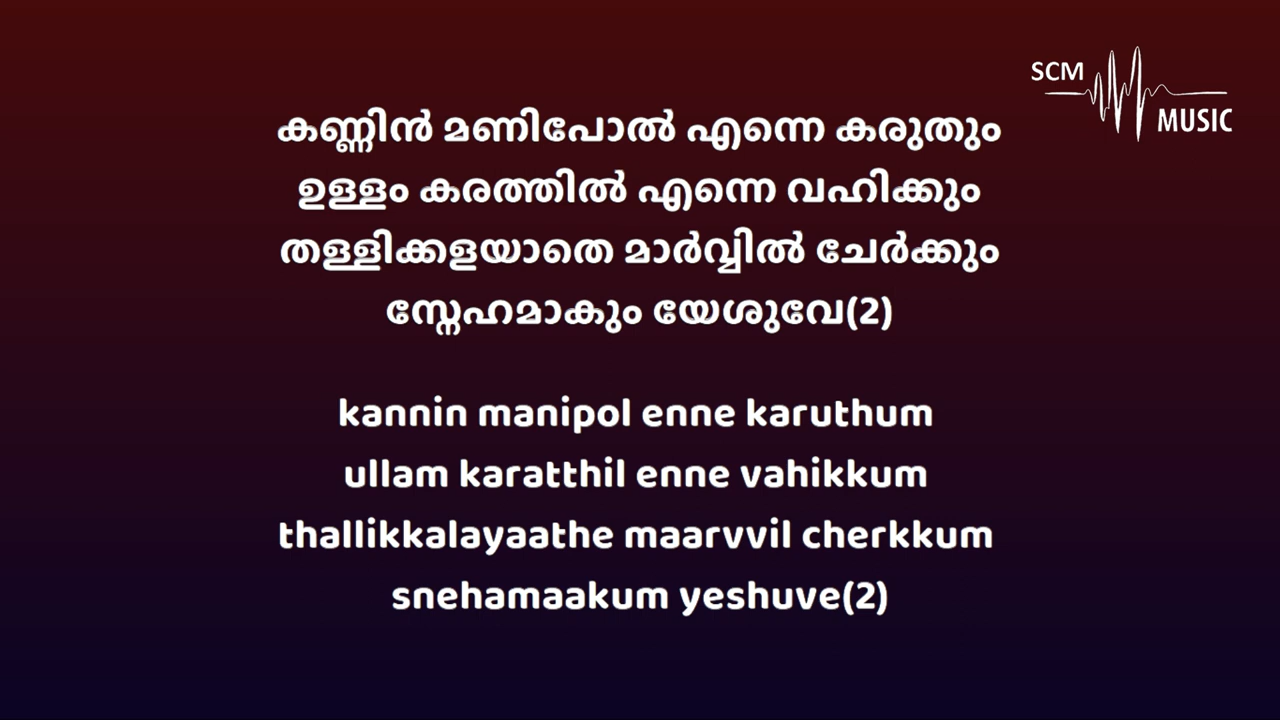 SCM
MUSIC
കണ്ണിൻ മണിപോൽ എന്നെ കരുതും
ഉള്ളം കരത്തിൽ എന്നെ വഹിക്കും
തള്ളിക്കളയാതെ മാർവ്വിൽ ചേർക്കും
സ്നേഹമാകും യേശുവേ(2)
kannin manipol enne karuthum
ullam karatthil enne vahikkum
thallikkalayaathe maarvvil cherkkum
snehamaakum yeshuve(2)